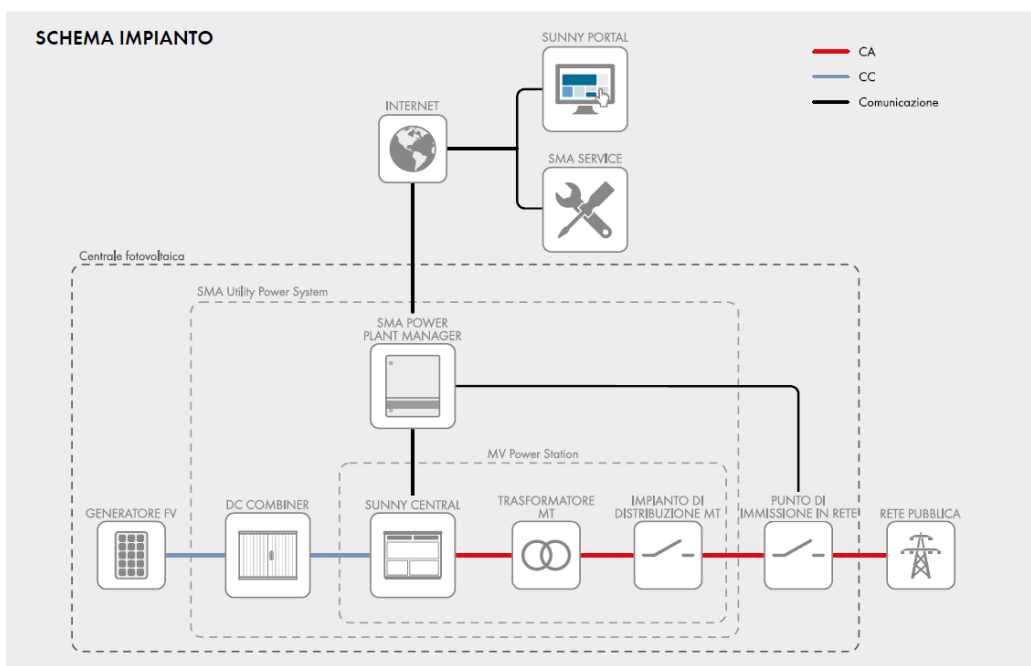 SCHEMA IMPIANTO
SUNNY PORTAL
CA
CC
Comunicazione
INTERNET
SMA SERVICE
Centrale fotovoltaica
SMA Utility Power System
SMA POWER
PLANT MANAGER
MV Power Station
GENERATORE FV
DC COMBINER
SUNNY CENTRAL
TRASFORMATORE
MT
IMPIANTO DI
DISTRIBUZIONE MT
PUNTO DI
IMMISSIONE IN RETE
RETE PUBBLICA